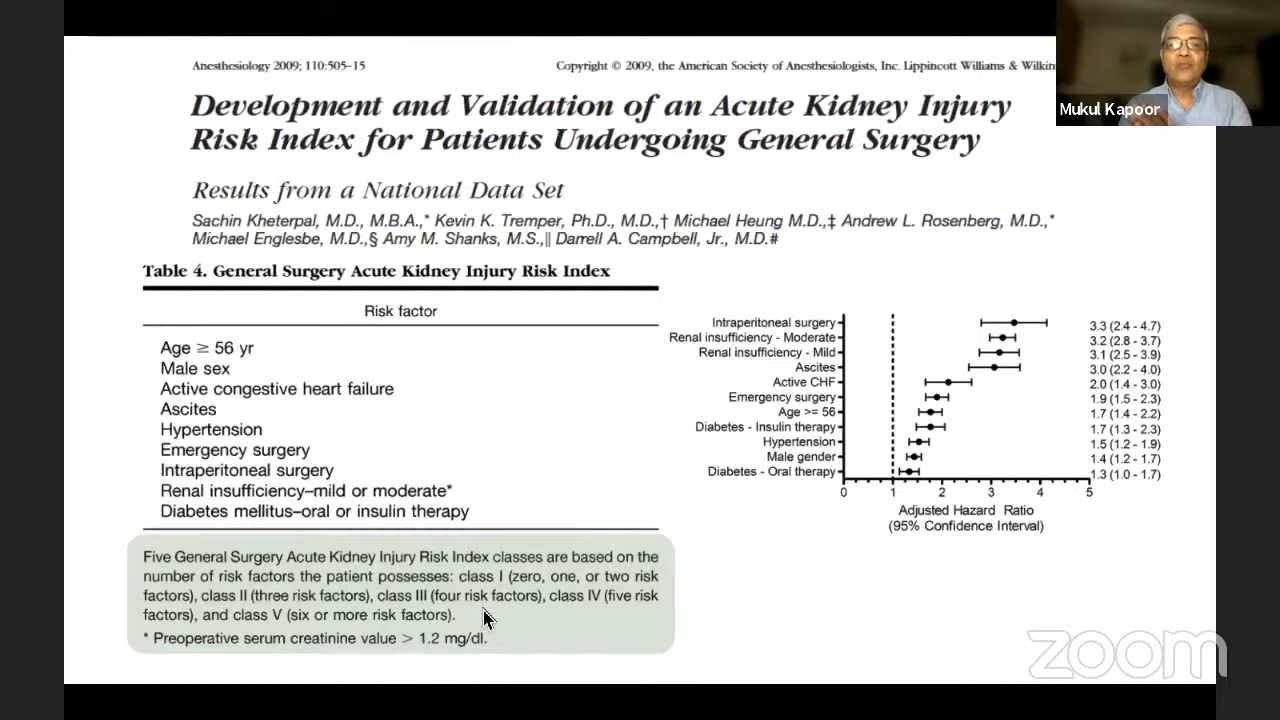 Anesthesiology 2009; 110:505–15
Copyright © 2009, the American Society of Anesthesiologists, Inc. Lippincott Williams &
Mukul Kapoor
Development and Validation of an Acute Kidney Injury
Risk Index for Patients Undergoing General Surgery
Results from a National Data Set
Sachin Kheterpal, M.D., M.B.A.,* Kevin K. Tremper, Ph.D., M.D.,† Michael Heung M.D.,‡ Andrew L. Rosenberg, M.D.,*
Michael Englesbe, M.D.,§ Amy M. Shanks, M.S.,|| Darrell A. Campbell, Jr., M.D.#
Table 4. General Surgery Acute Kidney Injury Risk Index
Risk factor
Age ≥ 56 yr
Male sex
Active congestive heart failure
Ascites
Hypertension
Emergency surgery
Intraperitoneal surgery
Renal insufficiency–mild or moderate*
Diabetes mellitus–oral or insulin therapy
Five General Surgery Acute Kidney Injury Risk Index classes are based on the
number of risk factors the patient possesses: class I (zero, one, or two risk
factors), class II (three risk factors), class III (four risk factors), class IV (five risk
factors), and class V (six or more risk factors).
* Preoperative serum creatinine value > 1.2 mg/dl.
Intraperitoneal surgery 3.3 (2.4 - 4.7)
Renal insufficiency - Moderate 3.2 (2.8 - 3.7)
Renal insufficiency - Mild 3.1 (2.5 - 3.9)
Ascites 3.0 (2.2 - 4.0)
Active CHF 2.0 (1.4 - 3.0)
Emergency surgery 1.9 (1.5 - 2.3)
Age >= 56 1.7 (1.4 - 2.2)
Diabetes - Insulin therapy 1.7 (1.3 - 2.3)
Hypertension 1.5 (1.2 - 1.9)
Male gender 1.4 (1.2 - 1.7)
Diabetes - Oral therapy 1.3 (1.0 - 1.7)
0 1 2 3 4 5
Adjusted Hazard Ratio
(95% Confidence Interval)
zoom